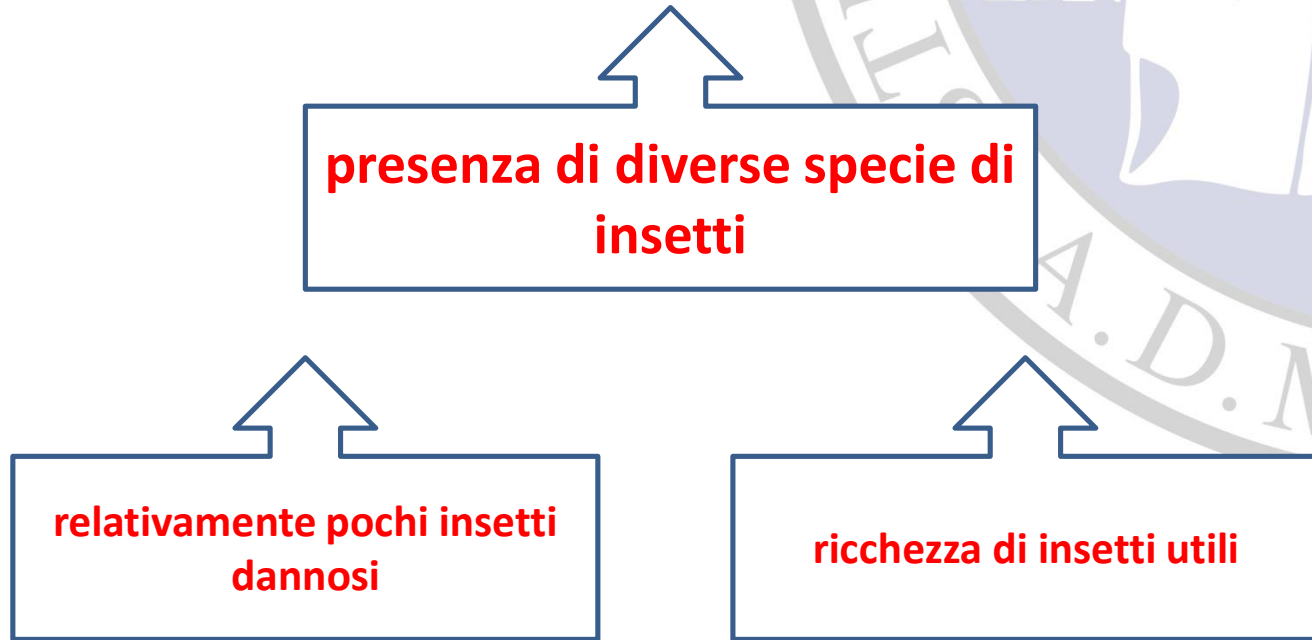 presenza di diverse specie di
insetti
relativamente pochi insetti
dannosi
ricchezza di insetti utili
A.D.